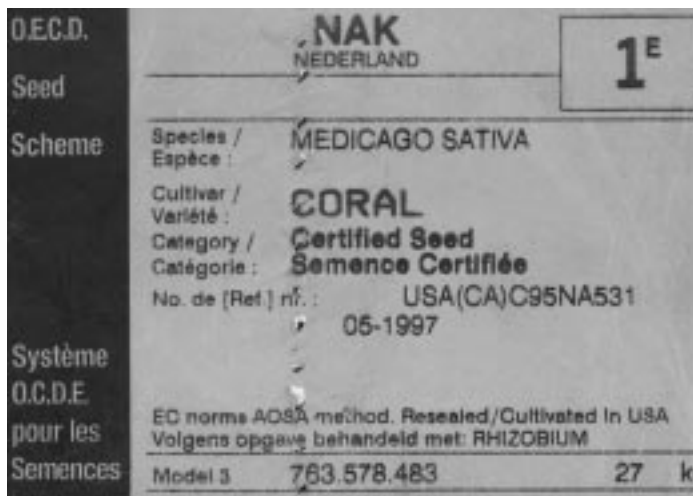 O.E.C.D.
Seed
Scheme
NAK
NEDERLAND
1E
Species /
Espèce :
MEDICAGO SATIVA
Cultivar /
Variété :
CORAL
Category /
Catégorie :
Certified Seed
Semence Certifiée
No. de [Ref.] nr. : USA(CA)C95NA531
05-1997
Système
O.C.D.E.
pour les
Semences
EC norms AOSA method. Resealed/Cultivated in USA
Volgens opgave behandeld met: RHIZOBIUM
Model 3 763.578.483 27 k